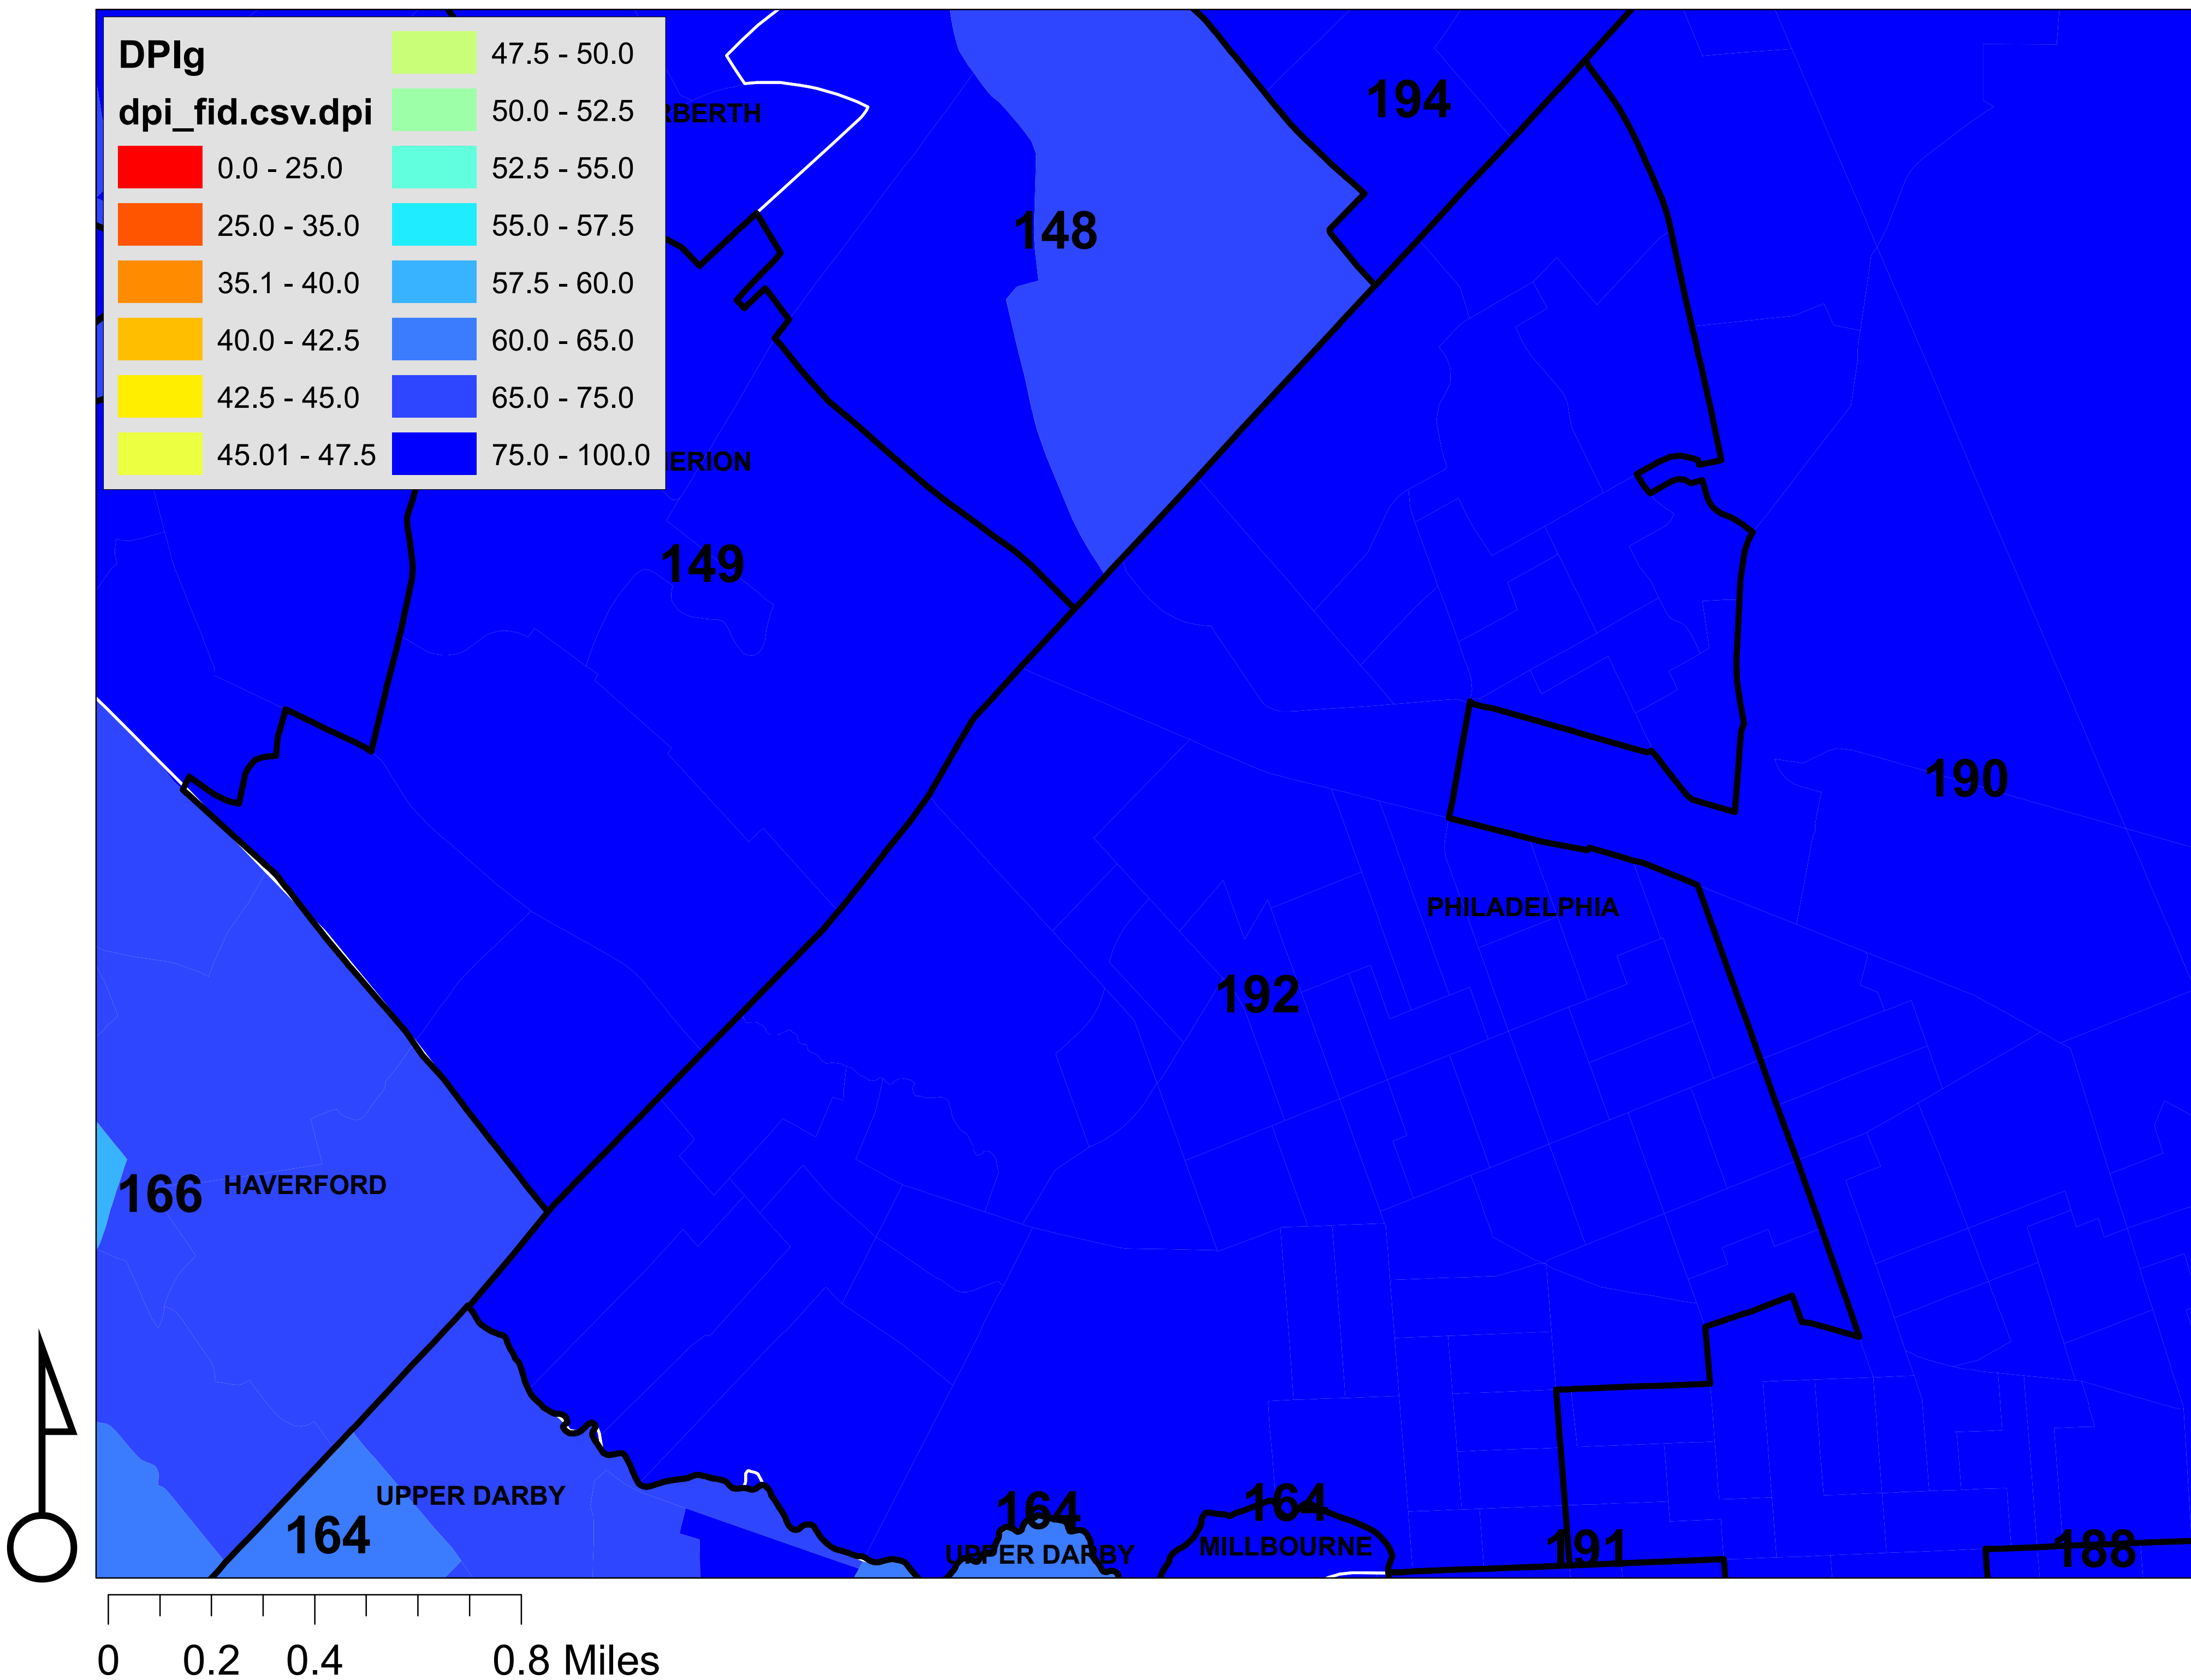 DPIg
dpi_fid.csv.dpi
0.0 - 25.0
25.0 - 35.0
35.1 - 40.0
40.0 - 42.5
42.5 - 45.0
45.01 - 47.5
47.5 - 50.0
50.0 - 52.5
52.5 - 55.0
55.0 - 57.5
57.5 - 60.0
60.0 - 65.0
65.0 - 75.0
75.0 - 100.0
RBERTH
194
148
ERION
149
190
PHILADELPHIA
192
166
HAVERFORD
UPPER DARBY
164
164
UPPER DARBY
164
MILLBOURNE
191
188
0 0.2 0.4 0.8 Miles